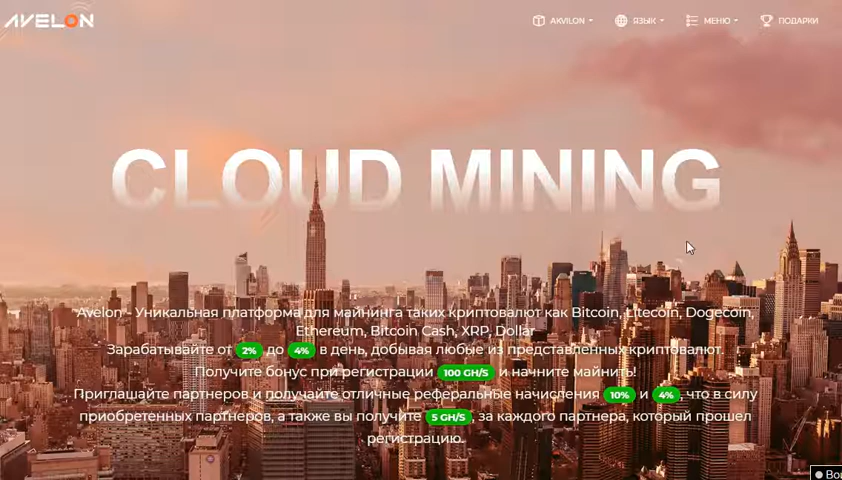 AVELON
AKVILON
ЯЗЫК
МЕНЮ
ПОДАРКИ
CLOUD MINING
Avelon - Уникальная платформа для майнинга таких криптовалют как Bitcoin, Litecoin, Dogecoin,
Ethereum, Bitcoin Cash, XRP, Dollar
Зарабатывайте от 2% до 4% в день, добывая любые из представленных криптовалют.
Получите бонус при регистрации 100 GH/S и начните майнить!
Приглашайте партнеров и получайте отличные реферальные начисления 10% и 4%, что в силу
приобретенных партнеров, а также вы получите 5 GH/S, за каждого партнера, который прошел
регистрацию.